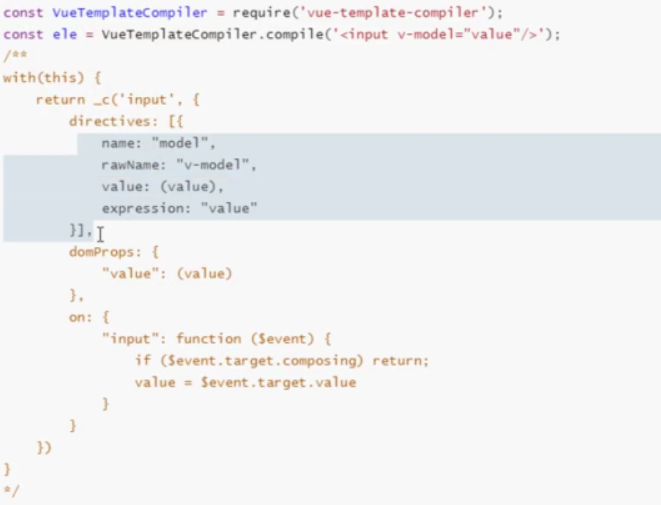 const VueTemplateCompiler = require('vue-template-compiler');
const ele = VueTemplateCompiler.compile('<input v-model="value"/>');
/**
with(this) {
    return _c('input', {
        directives: [{
            name: "model",
            rawName: "v-model",
            value: (value),
            expression: "value"
        }],
        domProps: {
            "value": (value)
        },
        on: {
            "input": function ($event) {
                if ($event.target.composing) return;
                value = $event.target.value
            }
        }
    })
}
*/